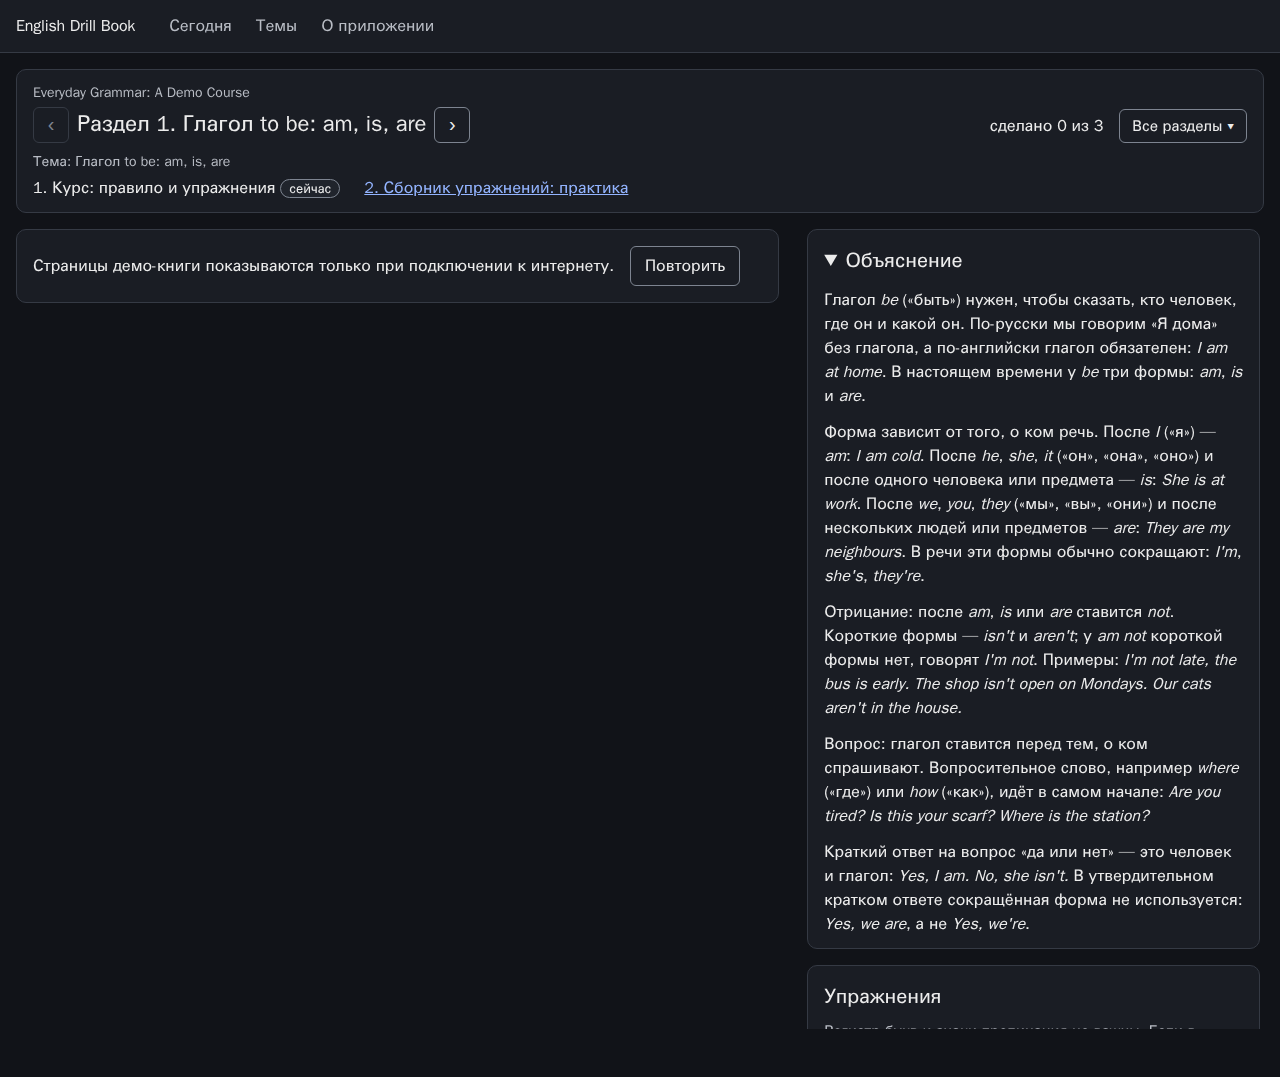 English Drill Book Сегодня Темы О приложении
Everyday Grammar: A Demo Course
‹ Раздел 1. Глагол to be: am, is, are ›
сделано 0 из 3 Все разделы ▾
Тема: Глагол to be: am, is, are
1. Курс: правило и упражнения сейчас 2. Сборник упражнений: практика
Страницы демо-книги показываются только при подключении к интернету. Повторить
▼ Объяснение
Глагол be («быть») нужен, чтобы сказать, кто человек,
где он и какой он. По-русски мы говорим «Я дома»
без глагола, а по-английски глагол обязателен: I am
at home. В настоящем времени у be три формы: am, is
и are.
Форма зависит от того, о ком речь. После I («я») —
am: I am cold. После he, she, it («он», «она», «оно») и
после одного человека или предмета — is: She is at
work. После we, you, they («мы», «вы», «они») и после
нескольких людей или предметов — are: They are my
neighbours. В речи эти формы обычно сокращают: I'm,
she's, they're.
Отрицание: после am, is или are ставится not.
Короткие формы — isn't и aren't; у am not короткой
формы нет, говорят I'm not. Примеры: I'm not late, the
bus is early. The shop isn't open on Mondays. Our cats
aren't in the house.
Вопрос: глагол ставится перед тем, о ком
спрашивают. Вопросительное слово, например where
(«где») или how («как»), идёт в самом начале: Are you
tired? Is this your scarf? Where is the station?
Краткий ответ на вопрос «да или нет» — это человек
и глагол: Yes, I am. No, she isn't. В утвердительном
кратком ответе сокращённая форма не используется:
Yes, we are, а не Yes, we're.
Упражнения